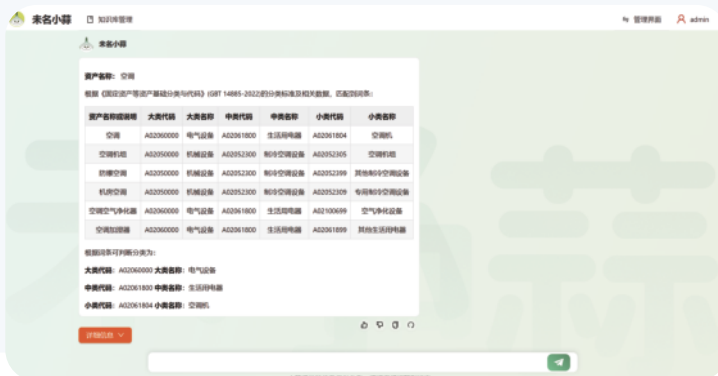 未名小蒜 知识库管理 管理界面 admin
未名小蒜
资产名称: 空调
根据《固定资产等资产基础分类与代码》(GBT 14885-2022)的分类标准及相关数据, 匹配到词条:
资产名称或说明 大类代码 大类名称 中类代码 中类名称 小类代码 小类名称
空调 A02060000 电气设备 A02061800 生活用电器 A02061804 空调机
空调机组 A02050000 机械设备 A02052300 制冷空调设备 A02052305 空调机组
防爆空调 A02050000 机械设备 A02052300 制冷空调设备 A02052399 其他制冷空调设备
机房空调 A02050000 机械设备 A02052300 制冷空调设备 A02052309 专用制冷空调设备
空调空气净化器 A02060000 电气设备 A02061800 生活用电器 A02100699 空气净化设备
空调加湿器 A02060000 电气设备 A02061800 生活用电器 A02061899 其他生活用电器
根据词条可判断分类为:
大类代码: A02060000 大类名称: 电气设备
中类代码: A02061800 中类名称: 生活用电器
小类代码: A02061804 小类名称: 空调机
详细信息